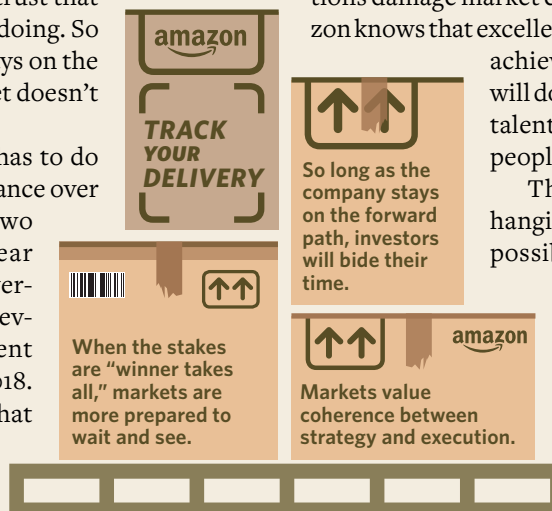 trust that
doing. So
ys on the
et doesn't
has to do
ance over
wo
ear
ver-
ev-
ent
018.
hat
amazon
TRACK
YOUR
DELIVERY
When the stakes
are “winner takes
all,” markets are
more prepared to
wait and see.
tions damage market e
zon knows that excelle
achiev
will do
talent
peopl
Th
hangi
possib
So long as the
company stays
on the forward
path, investors
will bide their
time.
amazon
Markets value
coherence between
strategy and execution.